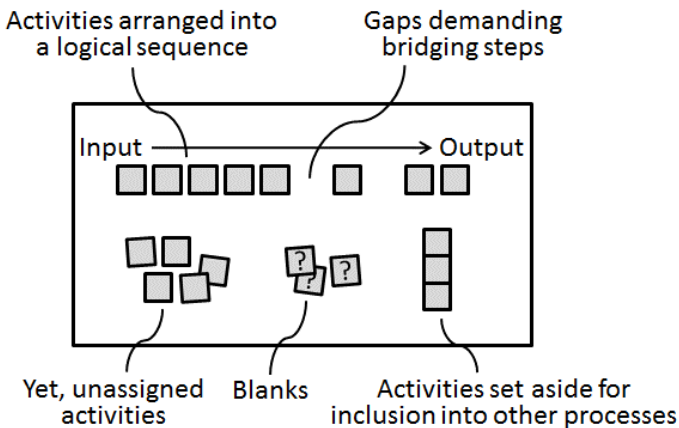 Activities arranged into
a logical sequence
Gaps demanding
bridging steps
Input
Output
?
?
?
Yet, unassigned
activities
Blanks
Activities set aside for
inclusion into other processes